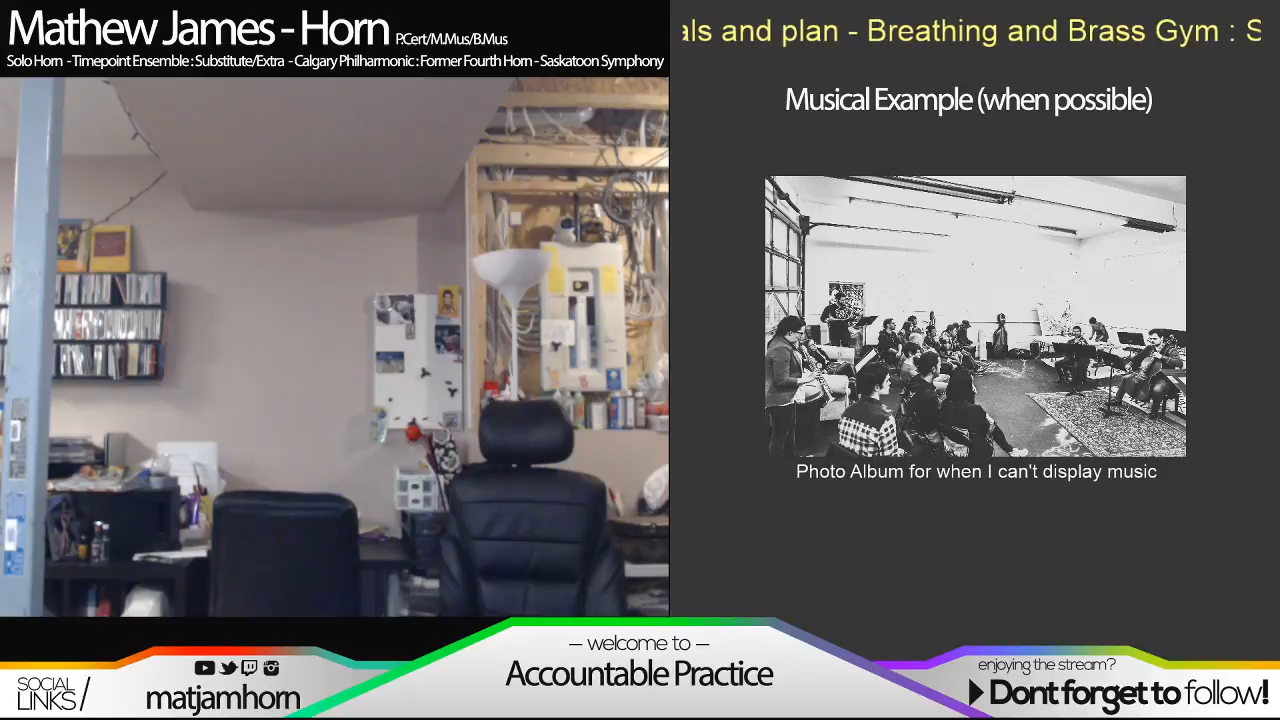 Mathew James - Horn P.Cert/M.Mus/B.Mus
Solo Horn - Timepoint Ensemble : Substitute/Extra - Calgary Philharmonic : Former Fourth Horn - Saskatoon Symphony
als and plan - Breathing and Brass Gym : S
Musical Example (when possible)
Photo Album for when I can't display music
SOCIAL
LINKS /
matjamhorn
– welcome to –
Accountable Practice
enjoying the stream?
Dont forget to follow!